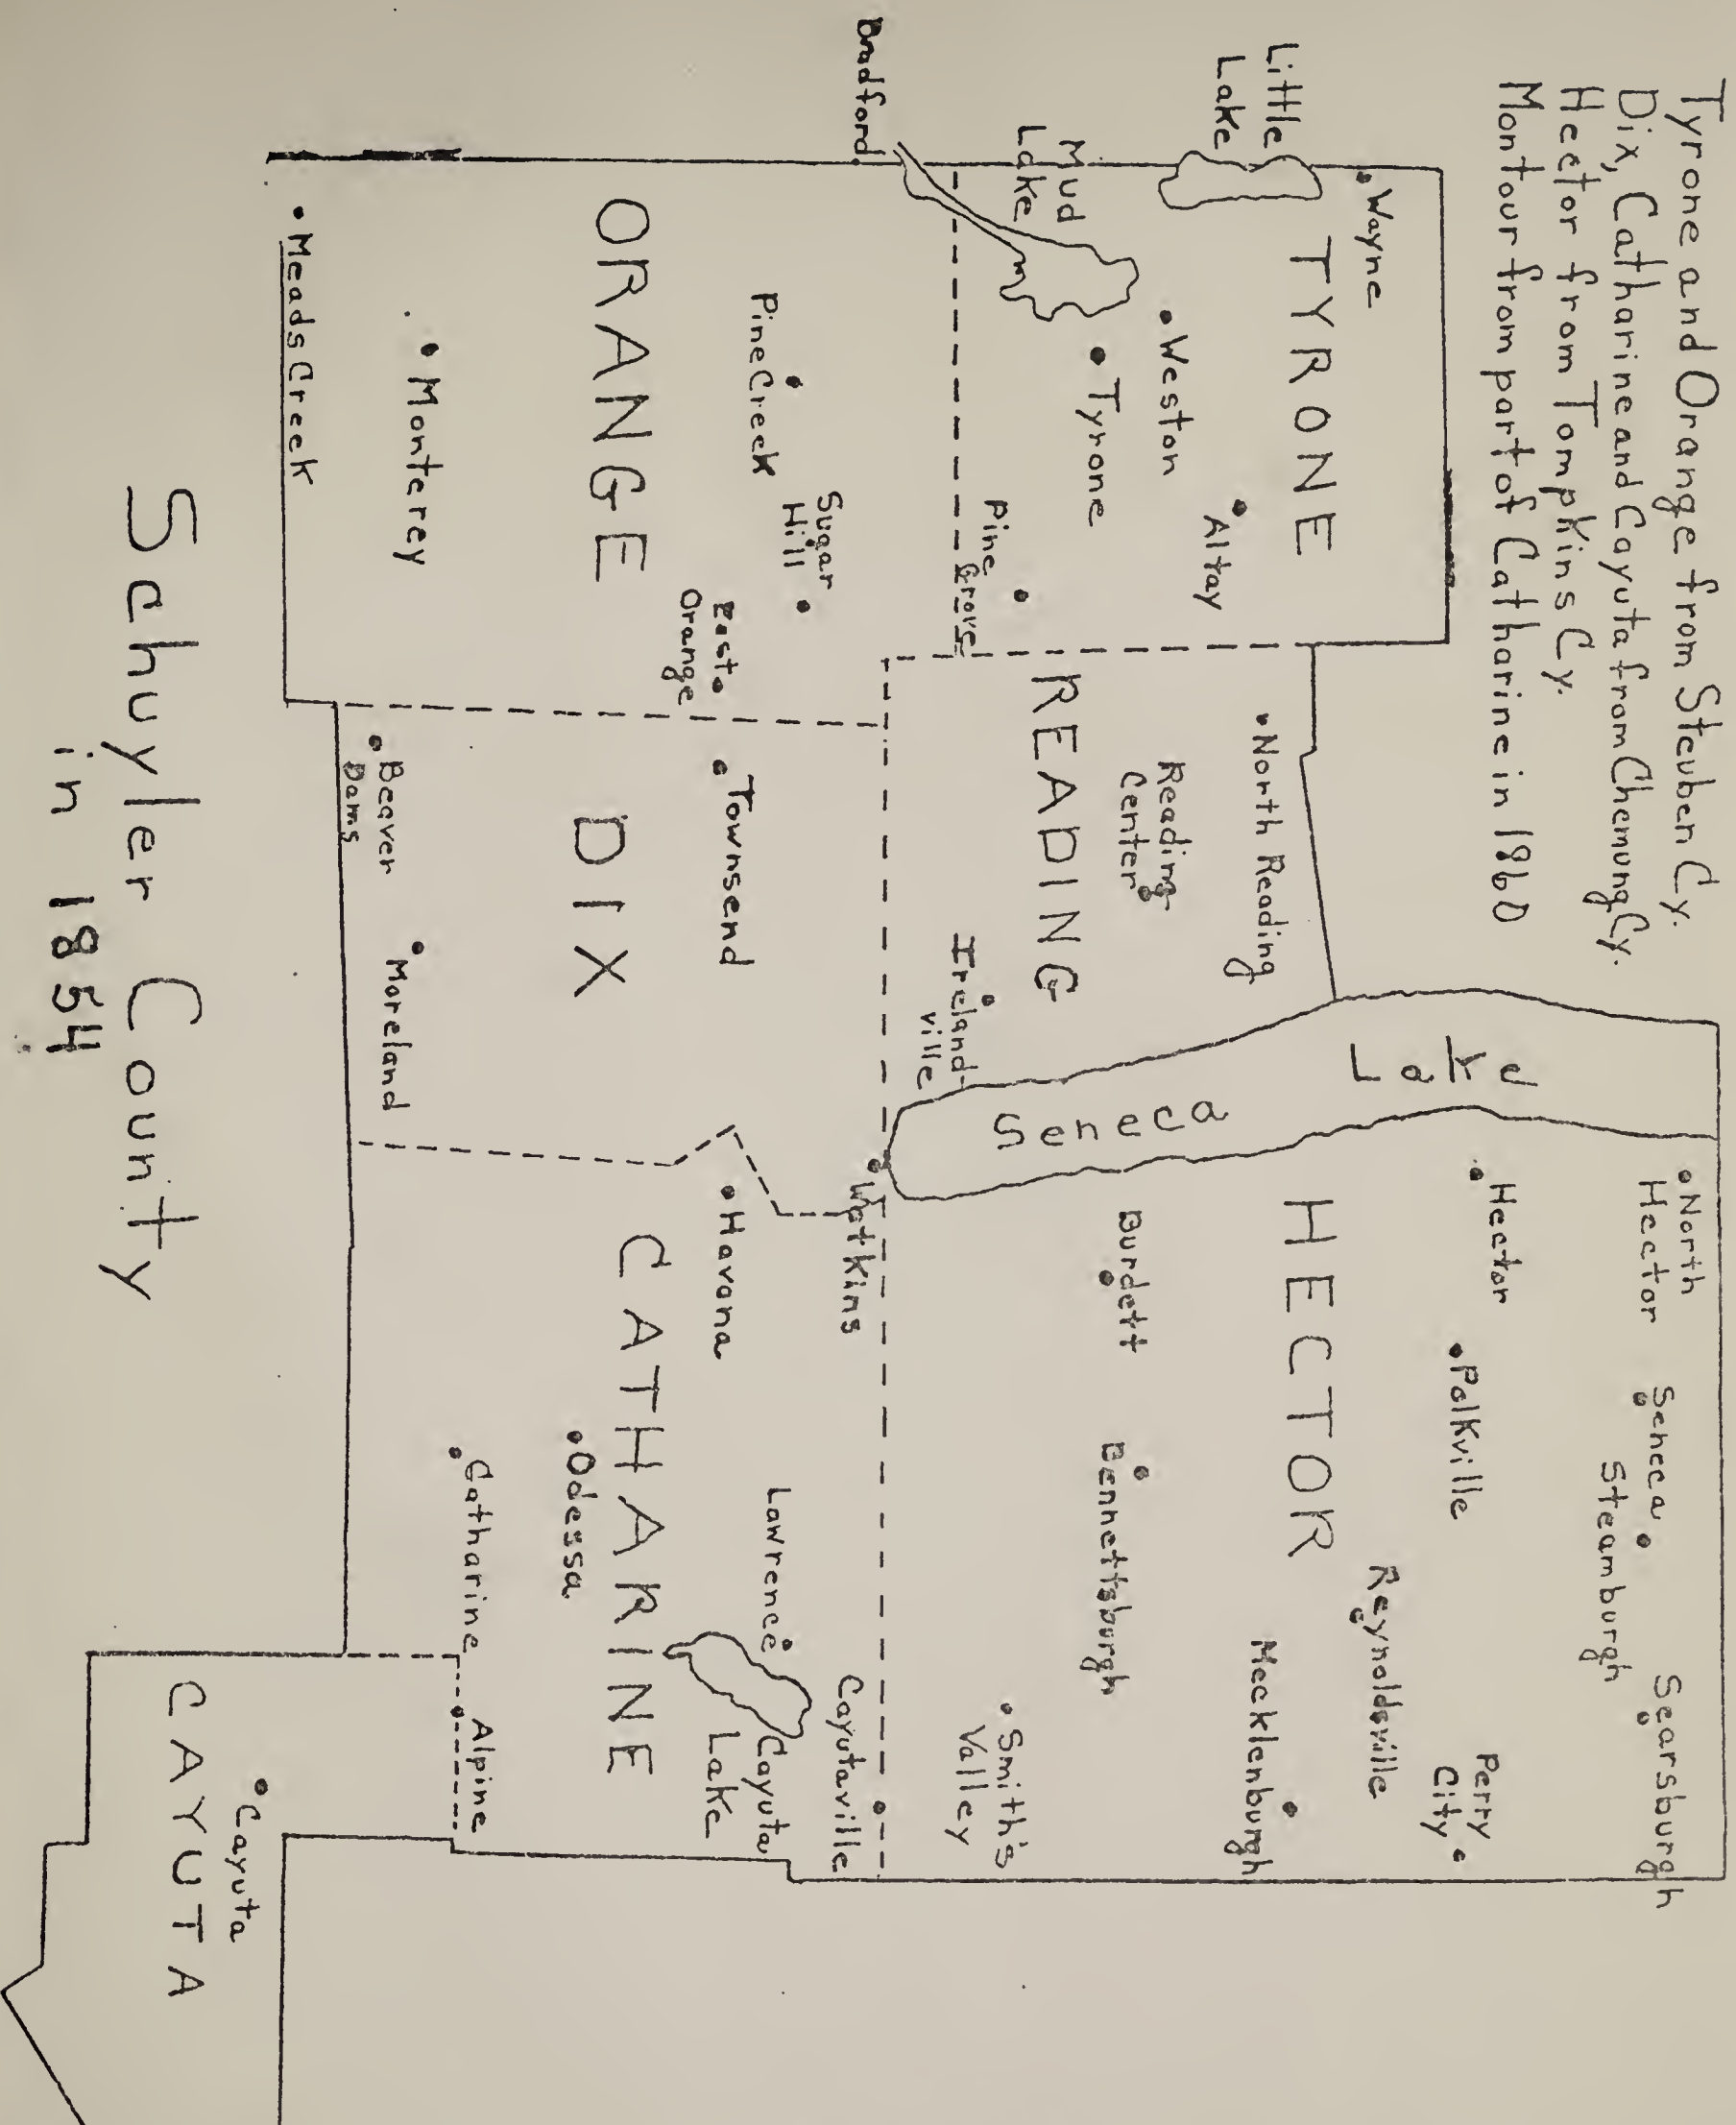 Tyrone and Orange from Steuben Cy.
Dix, Catharine and Cayuta from Chemung Cy.
Hector from Tompkins Cy.
Montour from part of Catharine in 1860
Little
Lake
Wayne
TYRONE
Mud
Lake
Weston
Altay
Tyrone
Pine
Grove
Bradford
North Reading
Reading
Center
READING
Ireland-
ville
Lake
Seneca
North
Hector
Seneca
Steamburgh
Searsburgh
Hector
Polkville
Perry
City
Reynoldsville
HECTOR
Mecklenburgh
Burdett
Bennettsburgh
Smith's
Valley
Sugar
Hill
Pine Creek
East
Orange
ORANGE
Monterey
Meads Creek
Townsend
DIX
Beaver
Dams
Moreland
Watkins
Havana
Cayutaville
Lawrence
Cayuta
Lake
CATHARINE
Odessa
Catharine
Alpine
Cayuta
CAYUTA
Schuyler County
in 1854